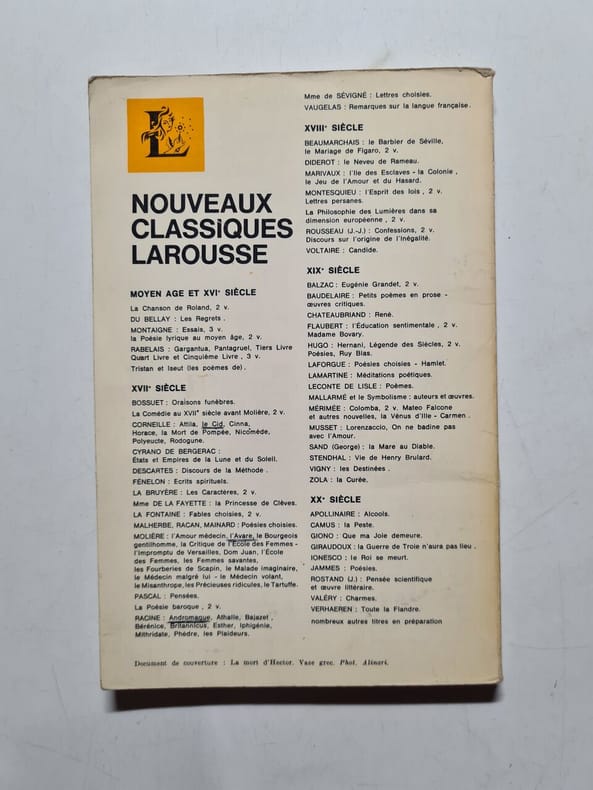 L
NOUVEAUX
CLASSIQUES
LAROUSSE
MOYEN AGE ET XVIe SIÈCLE
La Chanson de Roland, 2 v.
DU BELLAY : Les Regrets .
MONTAIGNE : Essais, 3 v.
la Poésie lyrique au moyen âge, 2 v.
RABELAIS : Gargantua, Pantagruel, Tiers Livre
Quart Livre et Cinquième Livre , 3 v.
Tristan et Iseut (les poèmes de).
XVIIe SIÈCLE
BOSSUET : Oraisons funèbres.
La Comédie au XVIIe siècle avant Molière, 2 v.
CORNEILLE : Attila, le Cid, Cinna,
Horace, la Mort de Pompée, Nicomède,
Polyeucte, Rodogune.
CYRANO DE BERGERAC :
États et Empires de la Lune et du Soleil.
DESCARTES : Discours de la Méthode .
FÉNELON : Ecrits spirituels.
LA BRUYÈRE : Les Caractères, 2 v.
Mme DE LA FAYETTE : la Princesse de Clèves.
LA FONTAINE : Fables choisies, 2 v.
MALHERBE, RACAN, MAINARD : Poésies choisies.
MOLIÈRE : l'Amour médecin, l'Avare, le Bourgeois
gentilhomme, la Critique de l'École des Femmes -
l'Impromptu de Versailles, Dom Juan, l'École
des Femmes, les Femmes savantes,
les Fourberies de Scapin, le Malade imaginaire,
le Médecin malgré lui - le Médecin volant,
le Misanthrope, les Précieuses ridicules, le Tartuffe.
PASCAL : Pensées.
La Poésie baroque , 2 v.
RACINE : Andromaque, Athalie, Bajazet ,
Bérénice, Britannicus, Esther, Iphigénie,
Mithridate, Phèdre, les Plaideurs.
Mme de SÉVIGNÉ : Lettres choisies.
VAUGELAS : Remarques sur la langue française.
XVIIIe SIÈCLE
BEAUMARCHAIS : le Barbier de Séville,
le Mariage de Figaro, 2 v.
DIDEROT : le Neveu de Rameau.
MARIVAUX : l'Ile des Esclaves - la Colonie ,
le Jeu de l'Amour et du Hasard.
MONTESQUIEU : l'Esprit des lois , 2 v.
Lettres persanes.
La Philosophie des Lumières dans sa
dimension européenne , 2 v.
ROUSSEAU (J.-J.) : Confessions, 2 v.
Discours sur l'origine de l'Inégalité.
VOLTAIRE : Candide.
XIXe SIÈCLE
BALZAC : Eugénie Grandet, 2 v.
BAUDELAIRE : Petits poèmes en prose -
œuvres critiques.
CHATEAUBRIAND : René.
FLAUBERT : l'Éducation sentimentale , 2 v.
Madame Bovary.
HUGO : Hernani, Légende des Siècles, 2 v.
Poésies, Ruy Blas.
LAFORGUE : Poésies choisies - Hamlet.
LAMARTINE : Méditations poétiques.
LECONTE DE LISLE : Poèmes.
MALLARMÉ et le Symbolisme : auteurs et œuvres.
MÉRIMÉE : Colomba, 2 v. Mateo Falcone
et autres nouvelles, la Vénus d'Ille - Carmen .
MUSSET : Lorenzaccio, On ne badine pas
avec l'Amour.
SAND (George) : la Mare au Diable.
STENDHAL : Vie de Henry Brulard.
VIGNY : les Destinées .
ZOLA : la Curée.
XXe SIÈCLE
APOLLINAIRE : Alcools.
CAMUS : la Peste.
GIONO : Que ma Joie demeure.
GIRAUDOUX : la Guerre de Troie n'aura pas lieu .
IONESCO : le Roi se meurt.
JAMMES : Poésies.
ROSTAND (J.) : Pensée scientifique
et œuvre littéraire.
VALÉRY : Charmes.
VERHAEREN : Toute la Flandre.
nombreux autres titres en préparation
Document de couverture : La mort d'Hector. Vase grec. Phot. Alinari.